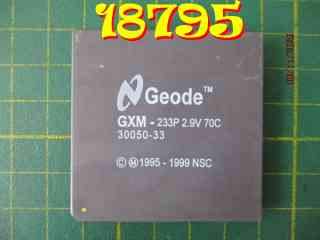 18795
Geode™
GXM - 233P 2.9V 70C
30050-33
Ⓒ Ⓜ 1995 - 1999 NSC